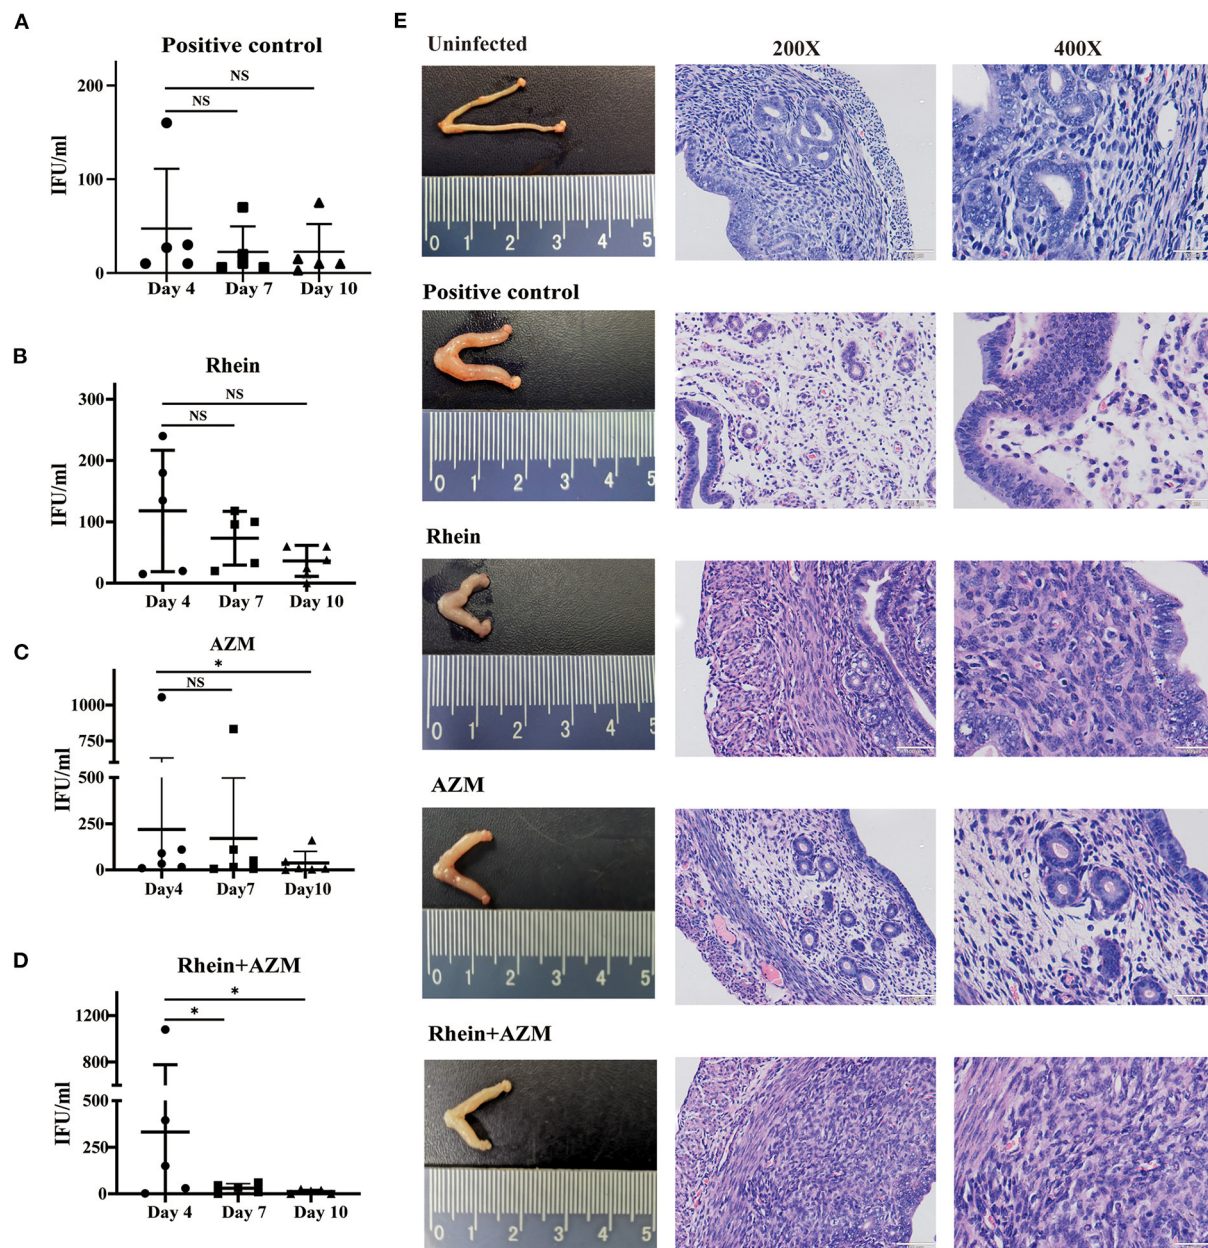 A
Positive control
NS
NS
200
100
0
IFU/ml
Day 4 Day 7 Day 10
B
Rhein
NS
NS
300
200
100
0
IFU/ml
Day 4 Day 7 Day 10
C
AZM
*
NS
1000
750
500
250
0
IFU/ml
Day4 Day7 Day10
D
Rhein+AZM
*
*
1200
800
500
250
0
IFU/ml
Day 4 Day 7 Day 10
E
Uninfected 200X 400X
0 1 2 3 4 5
Positive control
0 1 2 3 4 5
Rhein
0 1 2 3 4 5
AZM
0 1 2 3 4 5
Rhein+AZM
0 1 2 3 4 5